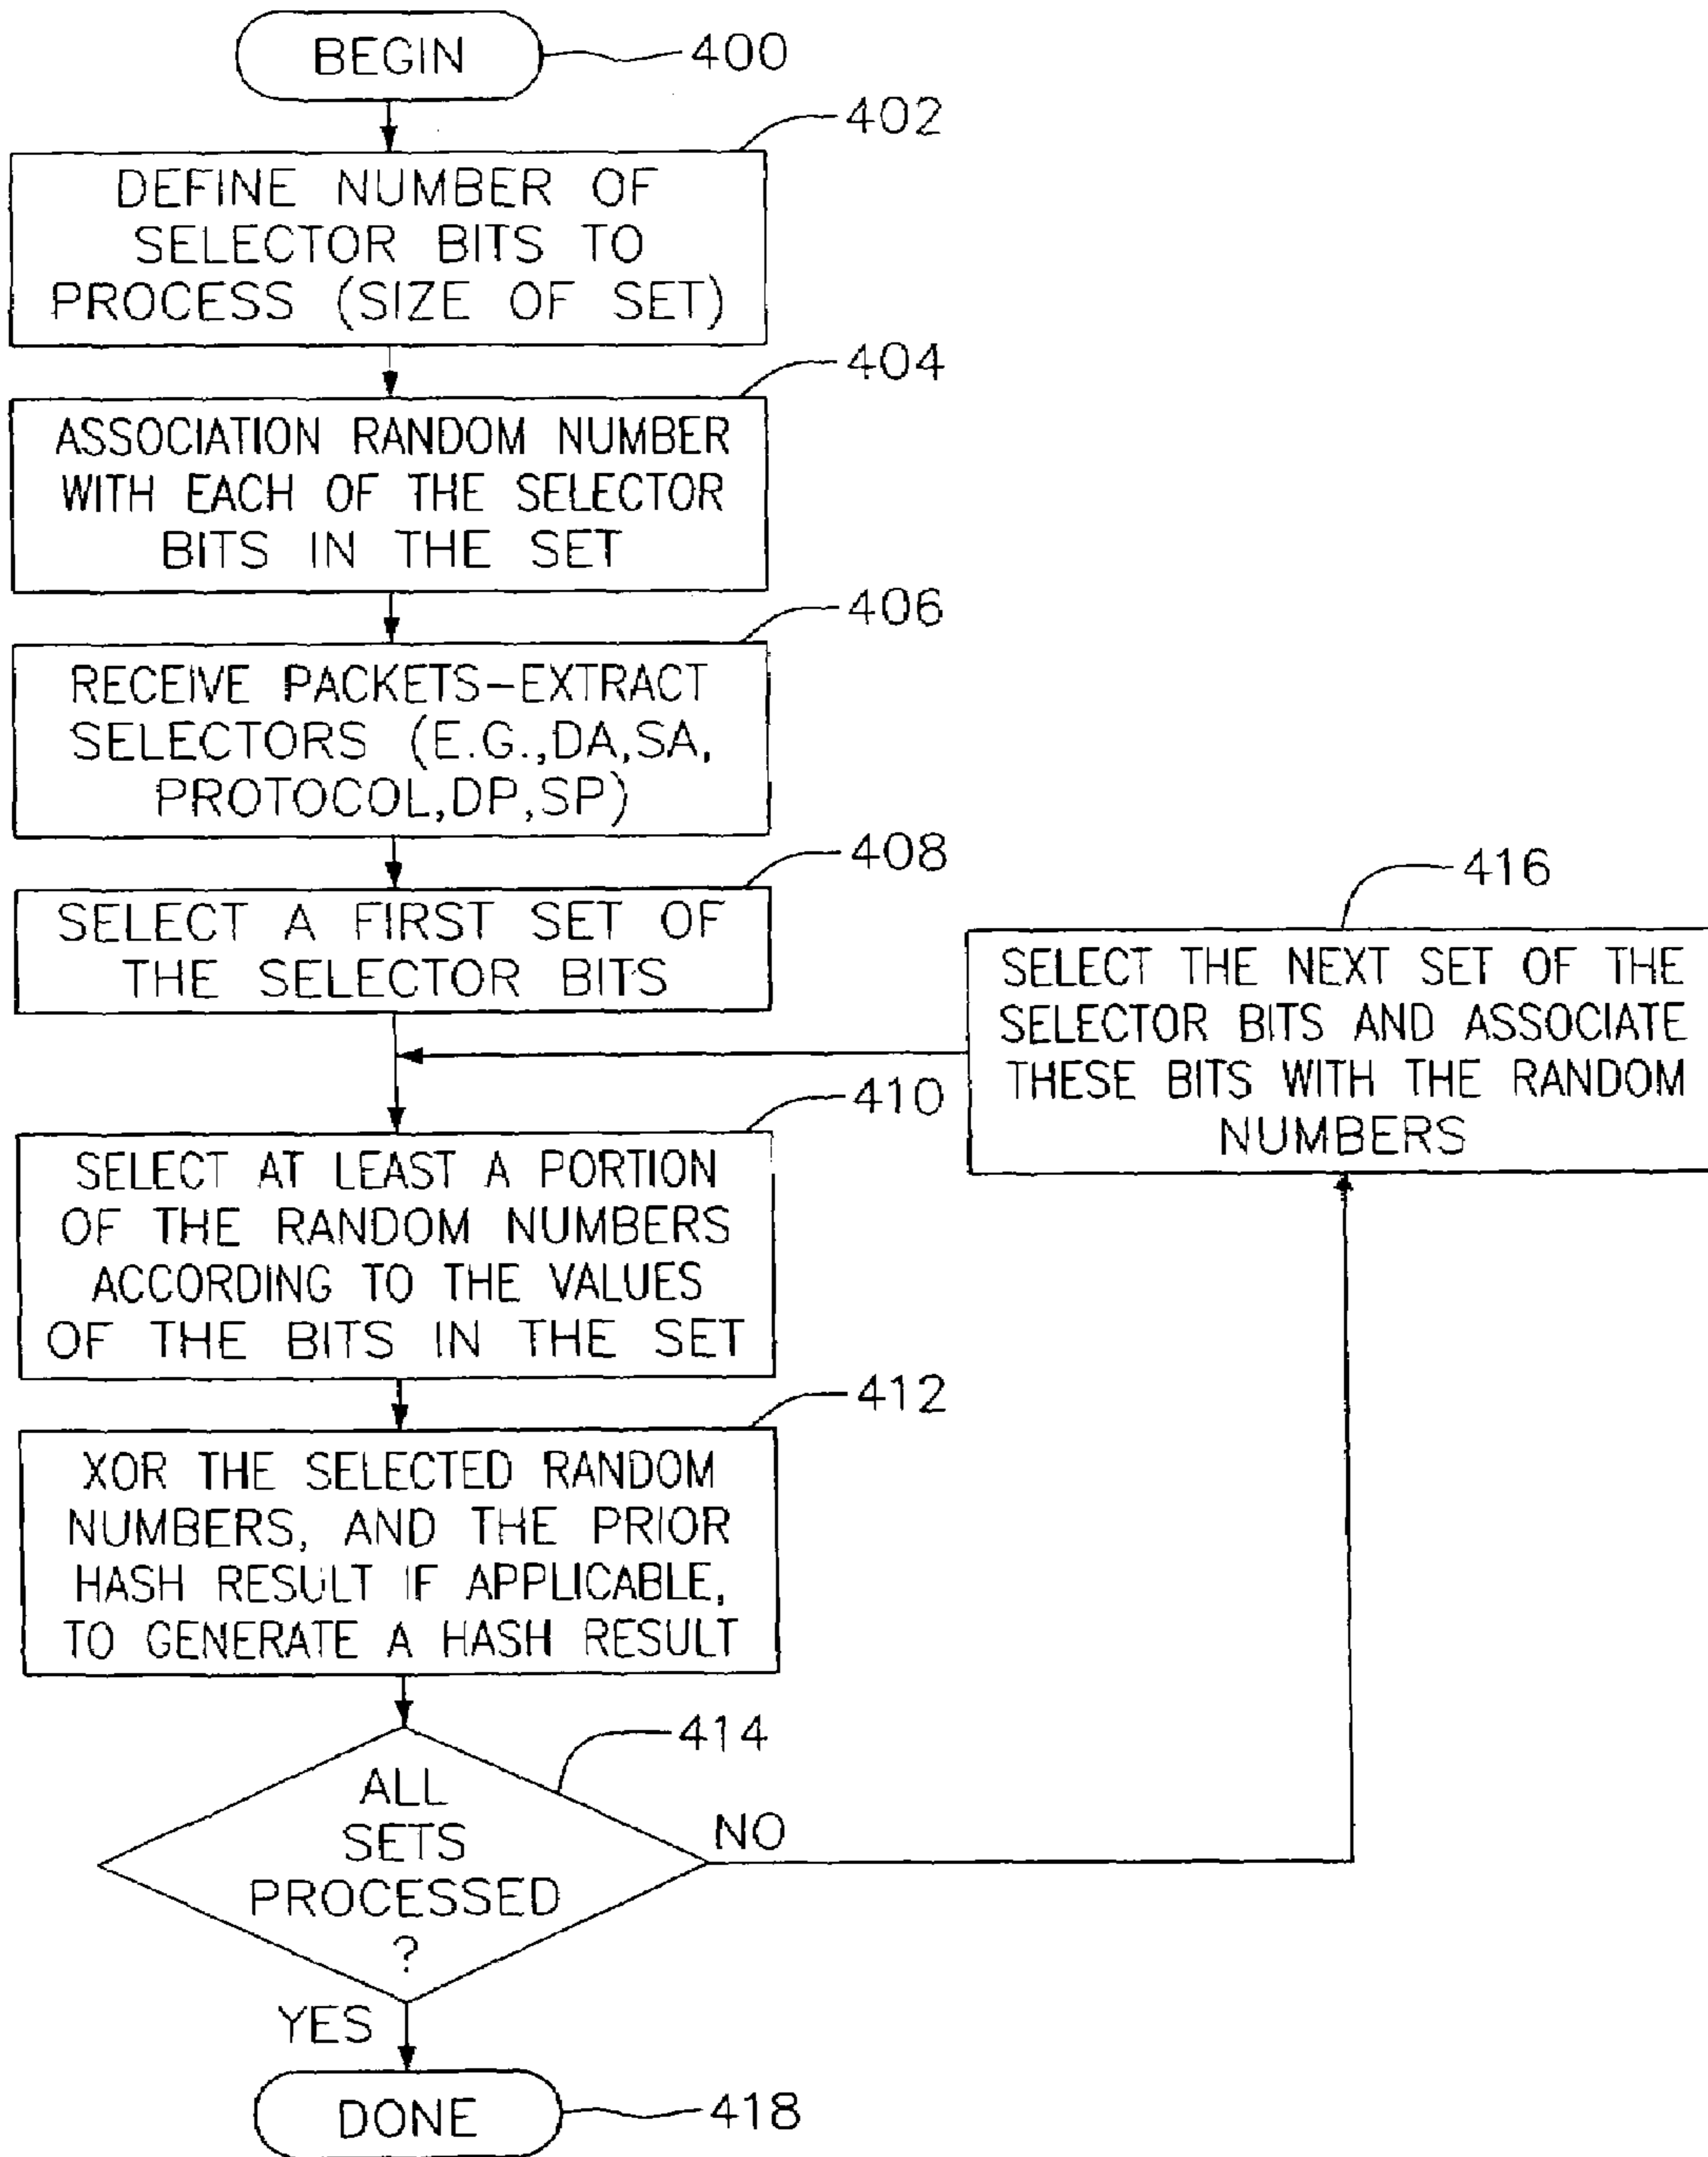 BEGIN
400
402
DEFINE NUMBER OF
SELECTOR BITS TO
PROCESS (SIZE OF SET)
404
ASSOCIATION RANDOM NUMBER
WITH EACH OF THE SELECTOR
BITS IN THE SET
406
RECEIVE PACKETS-EXTRACT
SELECTORS (E.G.,DA,SA,
PROTOCOL,DP,SP)
408
SELECT A FIRST SET OF
THE SELECTOR BITS
416
SELECT THE NEXT SET OF THE
SELECTOR BITS AND ASSOCIATE
THESE BITS WITH THE RANDOM
NUMBERS
410
SELECT AT LEAST A PORTION
OF THE RANDOM NUMBERS
ACCORDING TO THE VALUES
OF THE BITS IN THE SET
412
XOR THE SELECTED RANDOM
NUMBERS, AND THE PRIOR
HASH RESULT IF APPLICABLE,
TO GENERATE A HASH RESULT
414
ALL
SETS
PROCESSED
?
NO
YES
DONE
418